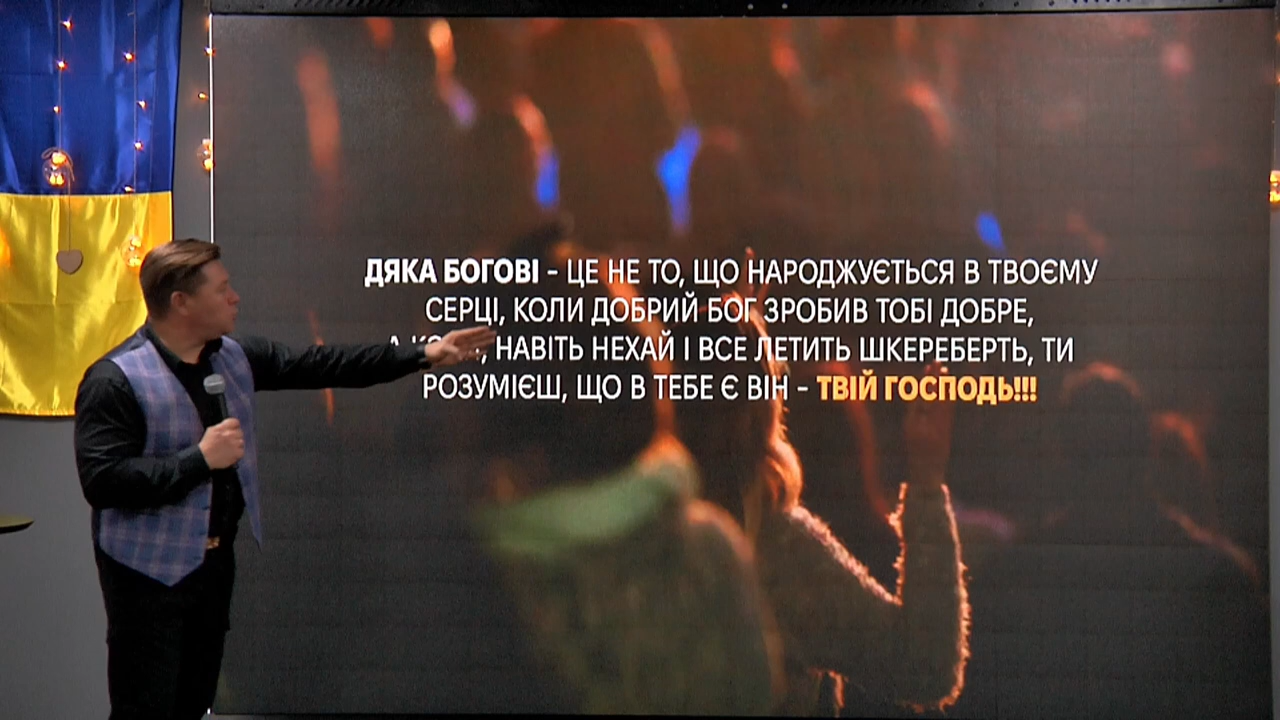 ДЯКА БОГОВІ - ЦЕ НЕ ТО, ЩО НАРОДЖУЄТЬСЯ В ТВОЄМУ
СЕРЦІ, КОЛИ ДОБРИЙ БОГ ЗРОБИВ ТОБІ ДОБРЕ,
А НАВІТЬ НЕХАЙ І ВСЕ ЛЕТИТЬ ШКЕРЕБЕРТЬ, ТИ
РОЗУМІЄШ, ЩО В ТЕБЕ Є ВІН - ТВІЙ ГОСПОДЬ!!!